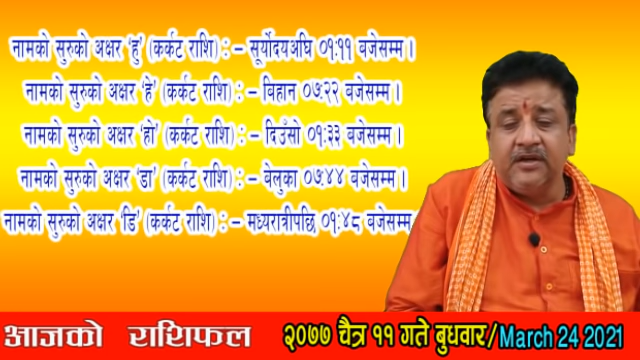 नामको सुरुको अक्षर ‘हु’ (कर्कट राशि) : – सूर्योदयअघि ०१:११ बजेसम्म ।
नामको सुरुको अक्षर ‘हे’ (कर्कट राशि) : – बिहान ०७:२२ बजेसम्म ।
नामको सुरुको अक्षर ‘हो’ (कर्कट राशि) : – दिउँसो ०१:३३ बजेसम्म ।
नामको सुरुको अक्षर ‘डा’ (कर्कट राशि) : – बेलुका ०७:४४ बजेसम्म ।
नामको सुरुको अक्षर ‘डि’ (कर्कट राशि) : – मध्यरात्रीपछि ०१:४८ बजेसम्म
आजको राशिफल २०७७ चैत्र ११ गते बुधवार/March 24 2021